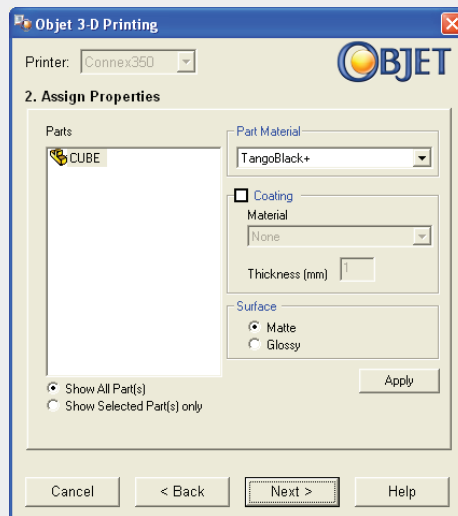 Objet 3-D Printing
Printer: Connex350
OBJET
2. Assign Properties
Parts
CUBE
Part Material
TangoBlack+
Coating
Material
None
Thickness (mm) 1
Surface
Matte
Glossy
Apply
Show All Part(s)
Show Selected Part(s) only
Cancel < Back Next > Help